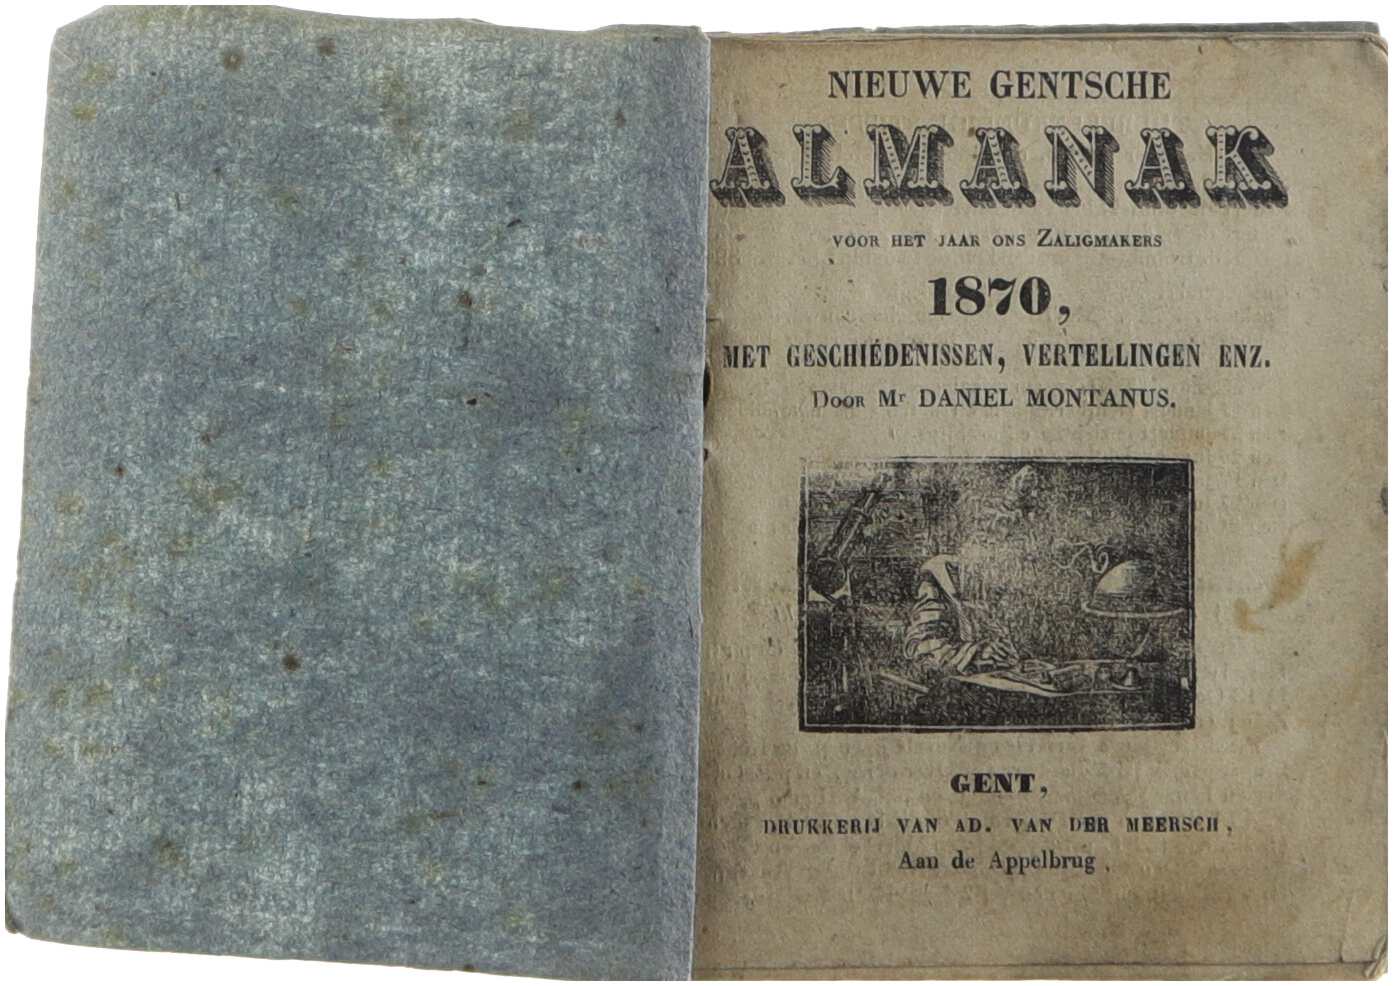 NIEUWE GENTSCHE
ALMANAK
VOOR HET JAAR ONS ZALIGMAKERS
1870,
MET GESCHIEDENISSEN, VERTELLINGEN ENZ.
DOOR Mr DANIEL MONTANUS.
GENT,
DRUKKERIJ VAN AD. VAN DER MEERSCH,
Aan de Appelbrug.